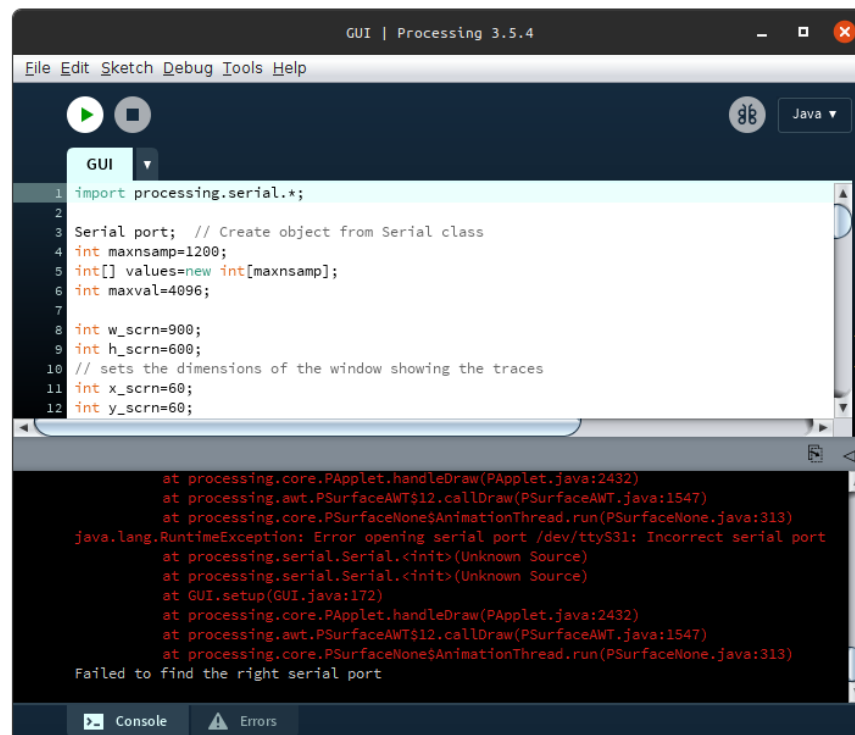 GUI | Processing 3.5.4
File Edit Sketch Debug Tools Help
Java
GUI
1 import processing.serial.*;
2
3 Serial port;  // Create object from Serial class
4 int maxnsamp=1200;
5 int[] values=new int[maxnsamp];
6 int maxval=4096;
7
8 int w_scrn=900;
9 int h_scrn=600;
10 // sets the dimensions of the window showing the traces
11 int x_scrn=60;
12 int y_scrn=60;
at processing.core.PApplet.handleDraw(PApplet.java:2432)
at processing.awt.PSurfaceAWT$12.callDraw(PSurfaceAWT.java:1547)
at processing.core.PSurfaceNone$AnimationThread.run(PSurfaceNone.java:313)
java.lang.RuntimeException: Error opening serial port /dev/ttyS31: Incorrect serial port
at processing.serial.Serial.<init>(Unknown Source)
at processing.serial.Serial.<init>(Unknown Source)
at GUI.setup(GUI.java:172)
at processing.core.PApplet.handleDraw(PApplet.java:2432)
at processing.awt.PSurfaceAWT$12.callDraw(PSurfaceAWT.java:1547)
at processing.core.PSurfaceNone$AnimationThread.run(PSurfaceNone.java:313)
Failed to find the right serial port
Console Errors